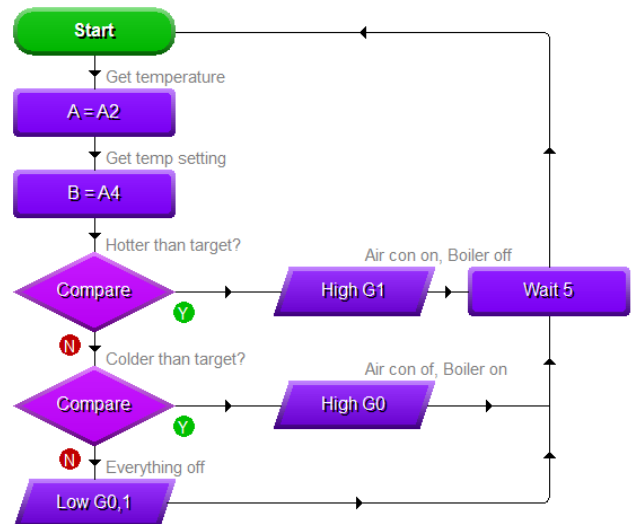 Start
Get temperature
A = A2
Get temp setting
B = A4
Hotter than target?
Air con on, Boiler off
Compare
High G1
Wait 5
Y
N
Colder than target?
Air con of, Boiler on
Compare
High G0
Y
N
Everything off
Low G0,1